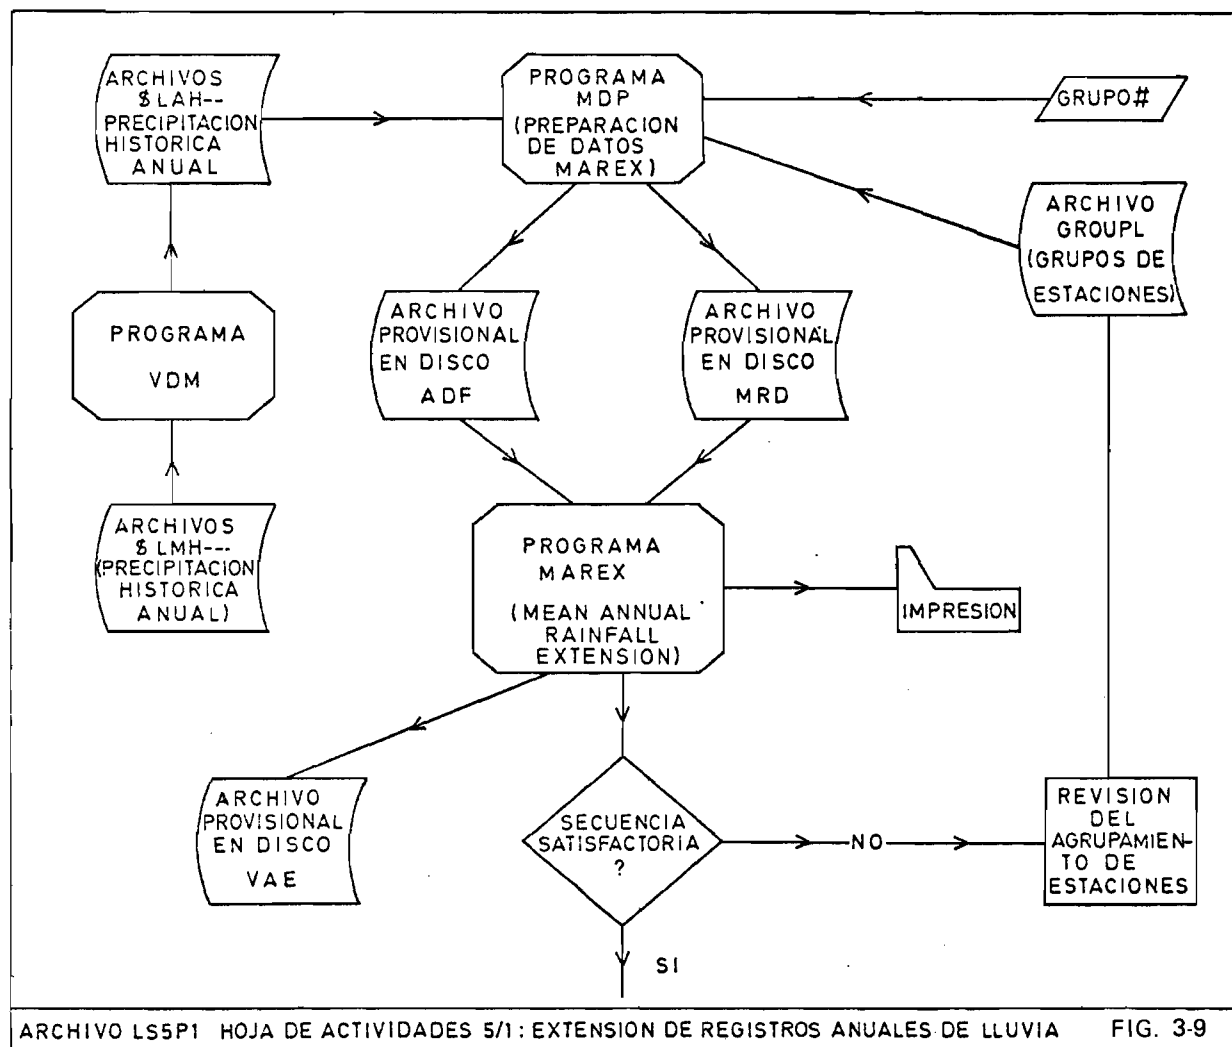 ARCHIVOS
$LAH--
PRECIPITACION
HISTORICA
ANUAL
PROGRAMA
MDP
(PREPARACION
DE DATOS
MAREX)
GRUPO#
ARCHIVO
GROUPL
(GRUPOS DE
ESTACIONES)
PROGRAMA
VDM
ARCHIVO
PROVISIONAL
EN DISCO
ADF
ARCHIVO
PROVISIONAL
EN DISCO
MRD
ARCHIVOS
$LMH---
(PRECIPITACION
HISTORICA
ANUAL)
PROGRAMA
MAREX
(MEAN ANNUAL
RAINFALL
EXTENSION)
IMPRESION
ARCHIVO
PROVISIONAL
EN DISCO
VAE
SECUENCIA
SATISFACTORIA
?
NO
REVISION
DEL
AGRUPAMIEN-
TO DE
ESTACIONES
SI
ARCHIVO LS5P1 HOJA DE ACTIVIDADES 5/1: EXTENSION DE REGISTROS ANUALES DE LLUVIA FIG. 3-9